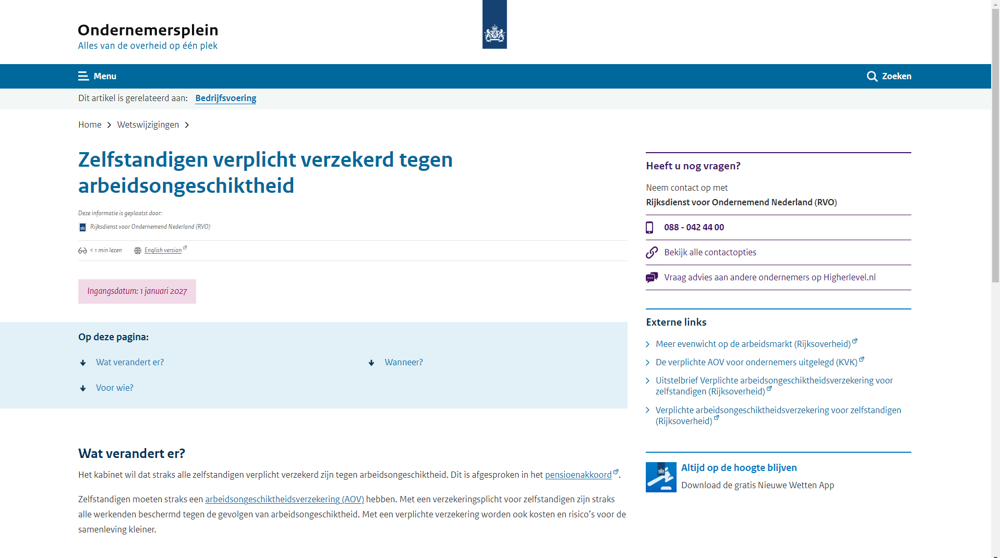 Ondernemersplein
Alles van de overheid op één plek
Menu
Zoeken
Dit artikel is gerelateerd aan: Bedrijfsvoering
Home > Wetswijzigingen >
Zelfstandigen verplicht verzekerd tegen
arbeidsongeschiktheid
Deze informatie is geplaatst door:
Rijksdienst voor Ondernemend Nederland (RVO)
< 1 min lezen English version
Ingangsdatum: 1 januari 2027
Op deze pagina:
Wat verandert er?
Wanneer?
Voor wie?
Wat verandert er?
Het kabinet wil dat straks alle zelfstandigen verplicht verzekerd zijn tegen arbeidsongeschiktheid. Dit is afgesproken in het pensioenakkoord.
Zelfstandigen moeten straks een arbeidsongeschiktheidsverzekering (AOV) hebben. Met een verzekeringsplicht voor zelfstandigen zijn straks
alle werkenden beschermd tegen de gevolgen van arbeidsongeschiktheid. Met een verplichte verzekering worden ook kosten en risico’s voor de
samenleving kleiner.
Heeft u nog vragen?
Neem contact op met
Rijksdienst voor Ondernemend Nederland (RVO)
088 - 042 44 00
Bekijk alle contactopties
Vraag advies aan andere ondernemers op Higherlevel.nl
Externe links
Meer evenwicht op de arbeidsmarkt (Rijksoverheid)
De verplichte AOV voor ondernemers uitgelegd (KVK)
Uitstelbrief Verplichte arbeidsongeschiktheidsverzekering voor
zelfstandigen (Rijksoverheid)
Verplichte arbeidsongeschiktheidsverzekering voor zelfstandigen
(Rijksoverheid)
Altijd op de hoogte blijven
Download de gratis Nieuwe Wetten App